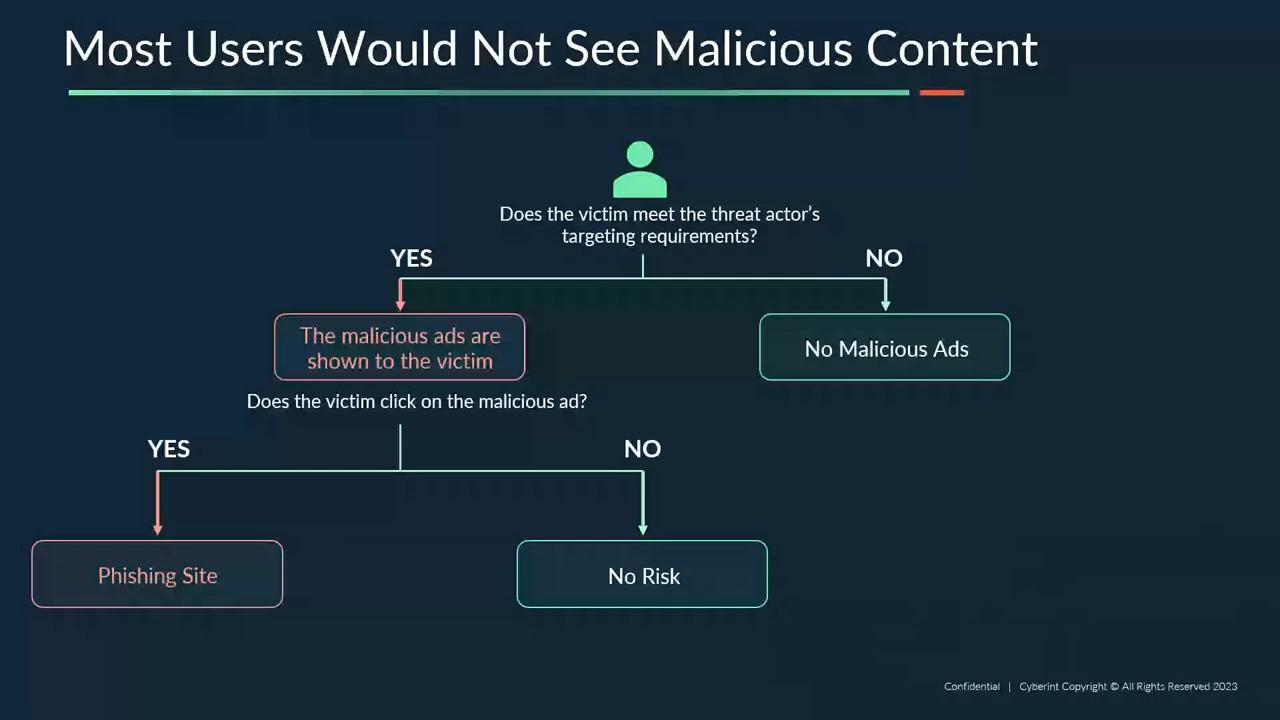 Most Users Would Not See Malicious Content
Does the victim meet the threat actor’s
targeting requirements?
YES
NO
The malicious ads are
shown to the victim
No Malicious Ads
Does the victim click on the malicious ad?
YES
NO
Phishing Site
No Risk
Confidential | Cyberint Copyright © All Rights Reserved 2023